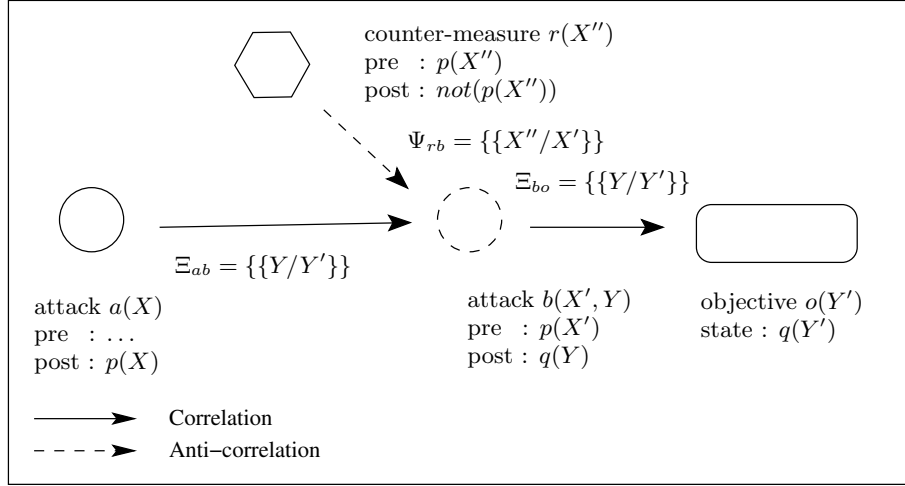 counter-measure r(X′′)
pre : p(X′′)
post : not(p(X′′))
Ψ_rb = {{X′′/X′}}
Ξ_bo = {{Y/Y′}}
Ξ_ab = {{Y/Y′}}
attack a(X)
pre : ...
post : p(X)
attack b(X′, Y)
pre : p(X′)
post : q(Y)
objective o(Y′)
state : q(Y′)
Correlation
Anti−correlation